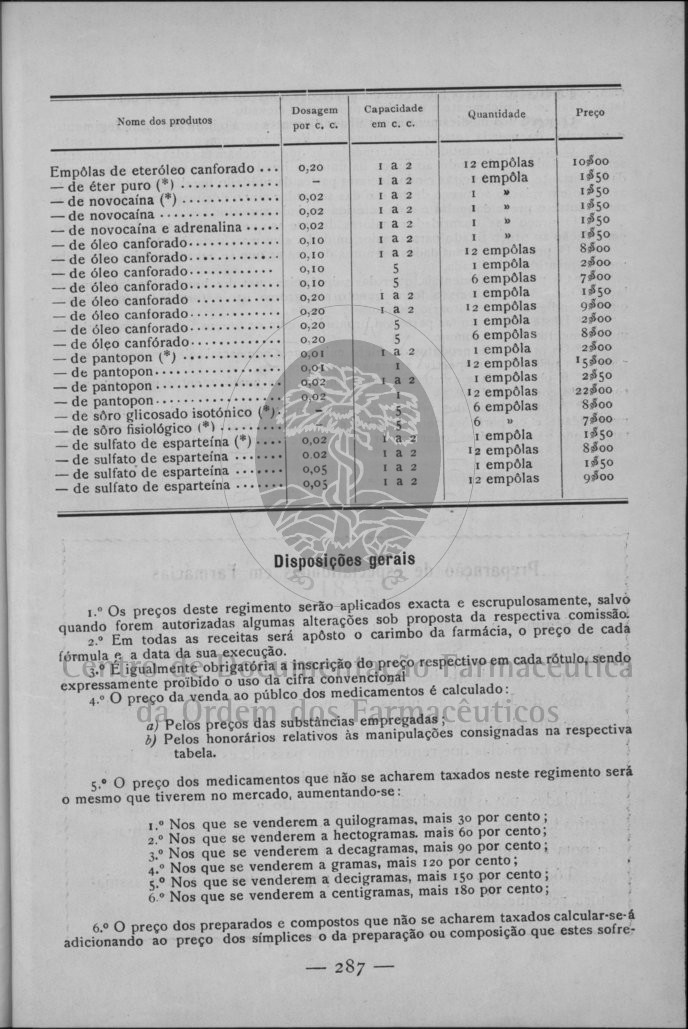 Nome dos produtos Dosagem por c. c. Capacidade em c. c. Quantidade Preço
Empôlas de eteróleo canforado ... 0,20 1 a 2 12 empôlas 10$00
— de éter puro (*) .............. – 1 a 2 1 empôla 1$50
— de novocaína (*) .............. 0,02 1 a 2 1 » 1$50
— de novocaína ........ ........ 0,02 1 a 2 1 » 1$50
— de novocaína e adrenalina ..... 0,02 1 a 2 1 » 1$50
— de óleo canforado.............. 0,10 1 a 2 1 » 1$50
— de óleo canforado.............. 0,10 1 a 2 12 empôlas 8$00
— de óleo canforado ............. 0,10 5 1 empôla 2$00
— de óleo canforado.............. 0,10 5 6 empôlas 7$00
— de óleo canforado ............. 0,20 1 a 2 1 empôla 1$50
— de óleo canforado.............. 0,20 1 a 2 12 empôlas 9$00
— de óleo canforado.............. 0,20 5 1 empôla 2$00
— de óleo canfórado.............. 0,20 5 6 empôlas 8$00
— de pantopon (*) ............... 0,01 1 a 2 1 empôla 2$00
— de pantopon................... 0,01 1 12 empôlas 15$00
— de pantopon .................. 0,02 1 a 2 1 empôlas 2$50
— de pantopon................... 0,02 1 12 empôlas 22$00
— de sôro glicosado isotónico (*). – 5 6 empôlas 8$00
— de sôro fisiológico (*) ........ – 5 6 » 7$00
— de sulfato de esparteína (*) .... 0,02 1 a 2 1 empôla 1$50
— de sulfato de esparteína ....... 0.02 1 a 2 12 empôlas 8$00
— de sulfato de esparteína ....... 0,05 1 a 2 1 empôla 1$50
— de sulfato de esparteína ....... 0,05 1 a 2 12 empôlas 9$00
Disposições gerais
1.º Os preços deste regimento serão aplicados exacta e escrupulosamente, salvo
quando forem autorizadas algumas alterações sob proposta da respectiva comissão.
2.º Em todas as receitas será apôsto o carimbo da farmácia, o preço de cada
fórmula e a data da sua execução.
3.º É igualmente obrigatória a inscrição do preço respectivo em cada rótulo, sendo
expressamente proïbido o uso da cifra convencional
Centro de Documentação Farmacêutica
4.º O preço da venda ao públco dos medicamentos é calculado:
da Ordem dos Farmacêuticos
a) Pelos preços das substâncias empregadas;
b) Pelos honorários relativos às manipulações consignadas na respectiva
tabela.
5.º O preço dos medicamentos que não se acharem taxados neste regimento será
o mesmo que tiverem no mercado, aumentando-se:
1.º Nos que se venderem a quilogramas, mais 30 por cento;
2.º Nos que se venderem a hectogramas. mais 60 por cento;
3.º Nos que se venderem a decagramas, mais 90 por cento;
4.º Nos que se venderem a gramas, mais 120 por cento;
5.º Nos que se venderem a decigramas, mais 150 por cento;
6.º Nos que se venderem a centigramas, mais 180 por cento;
6.º O preço dos preparados e compostos que não se acharem taxados calcular-se-á
adicionando ao preço dos símplices o da preparação ou composição que estes sofre-
— 287 —